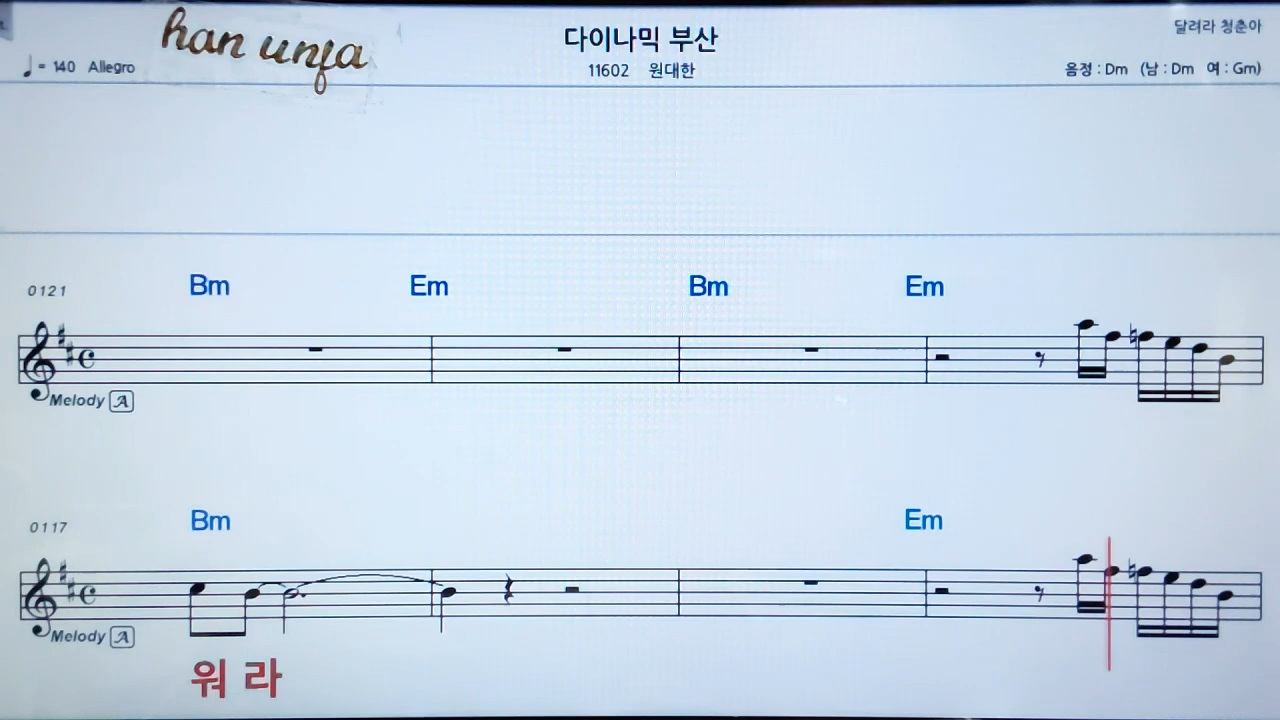 han unfa
다이나믹 부산
달려라 청춘아
♩= 140 Allegro
11602 원대한
음정 : Dm (남 : Dm 여 : Gm)
Bm Em Bm Em
0121
Melody A
Bm Em
0117
Melody A
워 라